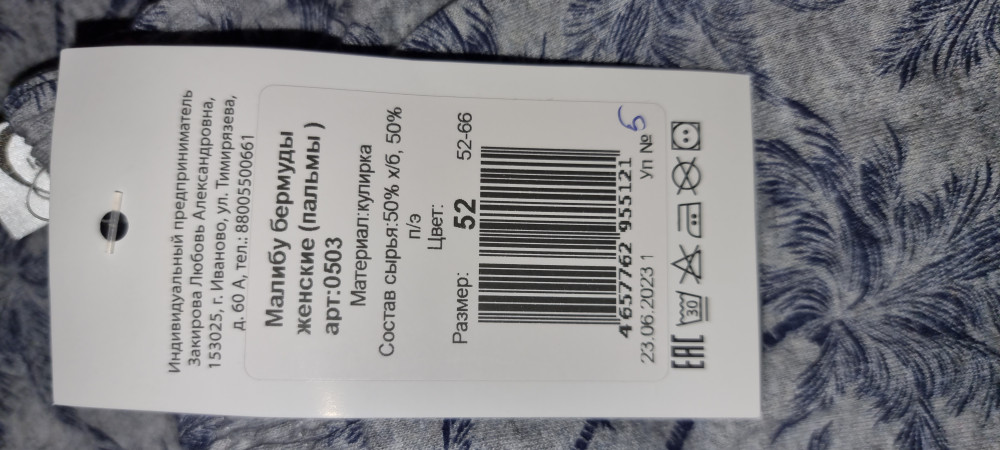 Индивидуальный предприниматель
Закирова Любовь Александровна,
153025, г. Иваново, ул. Тимирязева,
д. 60 А, тел.: 88005500661
Малибу бермуды
женские (пальмы )
арт:0503
Материал:кулирка
Состав сырья:50% х/б, 50%
п/э
Цвет:
Размер: 52 52-66
4 657762 955121
23.06.2023 1 Уп № 5
30
EAC